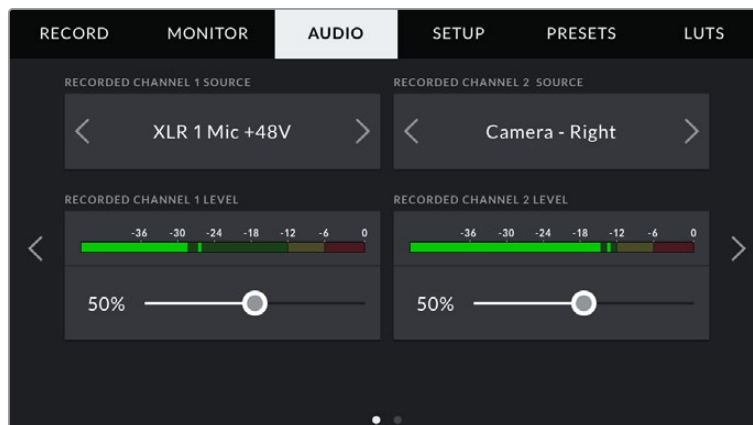 RECORD MONITOR AUDIO SETUP PRESETS LUTS
RECORDED CHANNEL 1 SOURCE RECORDED CHANNEL 2 SOURCE
XLR 1 Mic +48V Camera - Right
RECORDED CHANNEL 1 LEVEL RECORDED CHANNEL 2 LEVEL
-36 -30 -24 -18 -12 -6 0 -36 -30 -24 -18 -12 -6 0
50% 50%